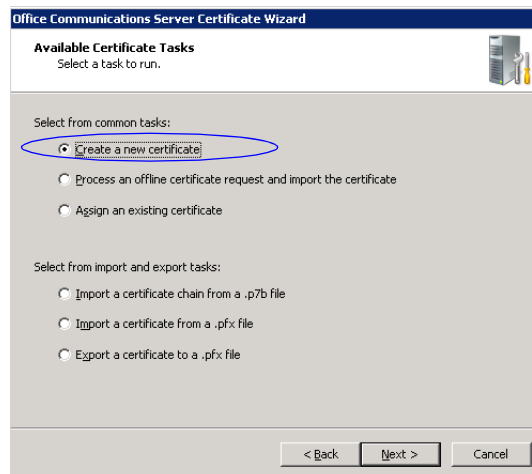 Office Communications Server Certificate Wizard
Available Certificate Tasks
Select a task to run.
Select from common tasks:
Create a new certificate
Process an offline certificate request and import the certificate
Assign an existing certificate
Select from import and export tasks:
Import a certificate chain from a .p7b file
Import a certificate from a .pfx file
Export a certificate to a .pfx file
< Back Next > Cancel